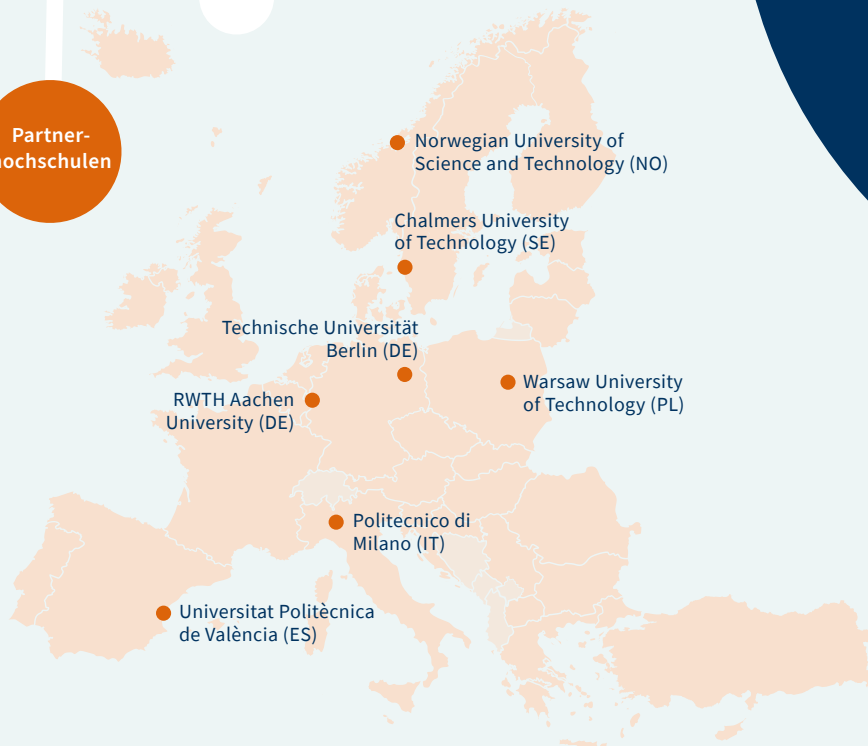 Partner-
hochschulen
Norwegian University of
Science and Technology (NO)
Chalmers University
of Technology (SE)
Technische Universität
Berlin (DE)
RWTH Aachen
University (DE)
Warsaw University
of Technology (PL)
Politecnico di
Milano (IT)
Universitat Politècnica
de València (ES)